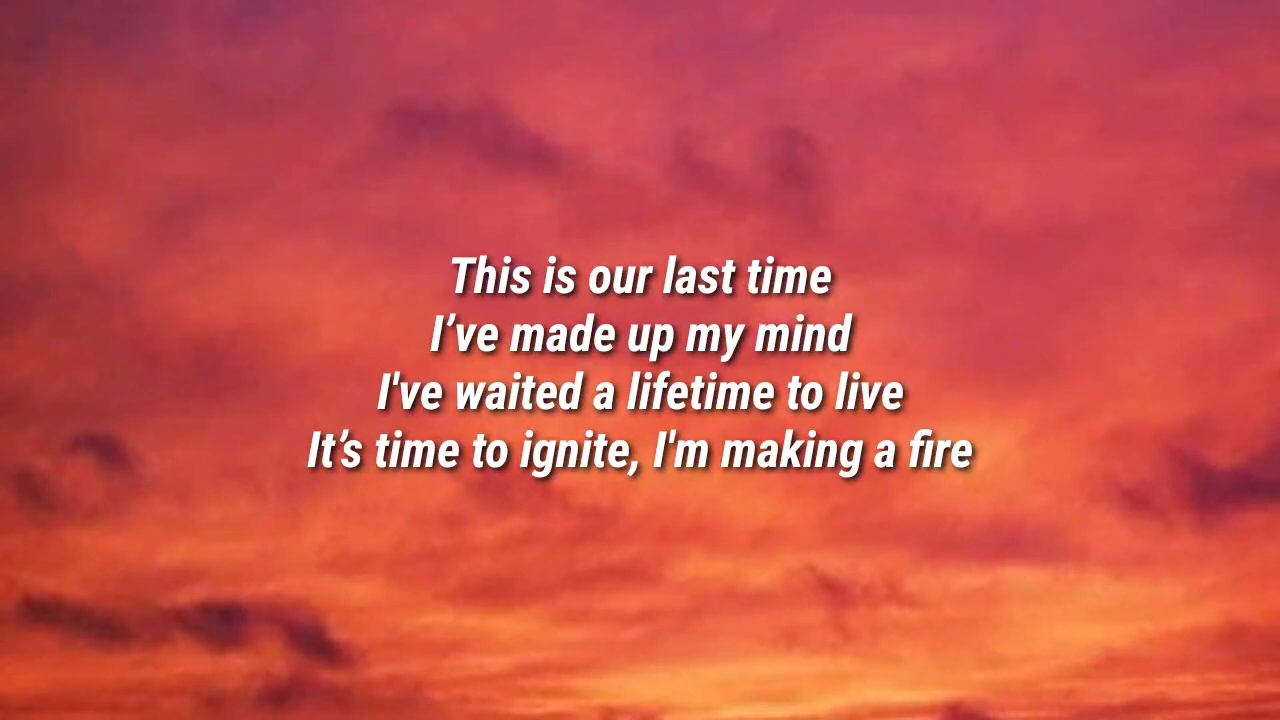 This is our last time
I’ve made up my mind
I've waited a lifetime to live
It’s time to ignite, I'm making a fire